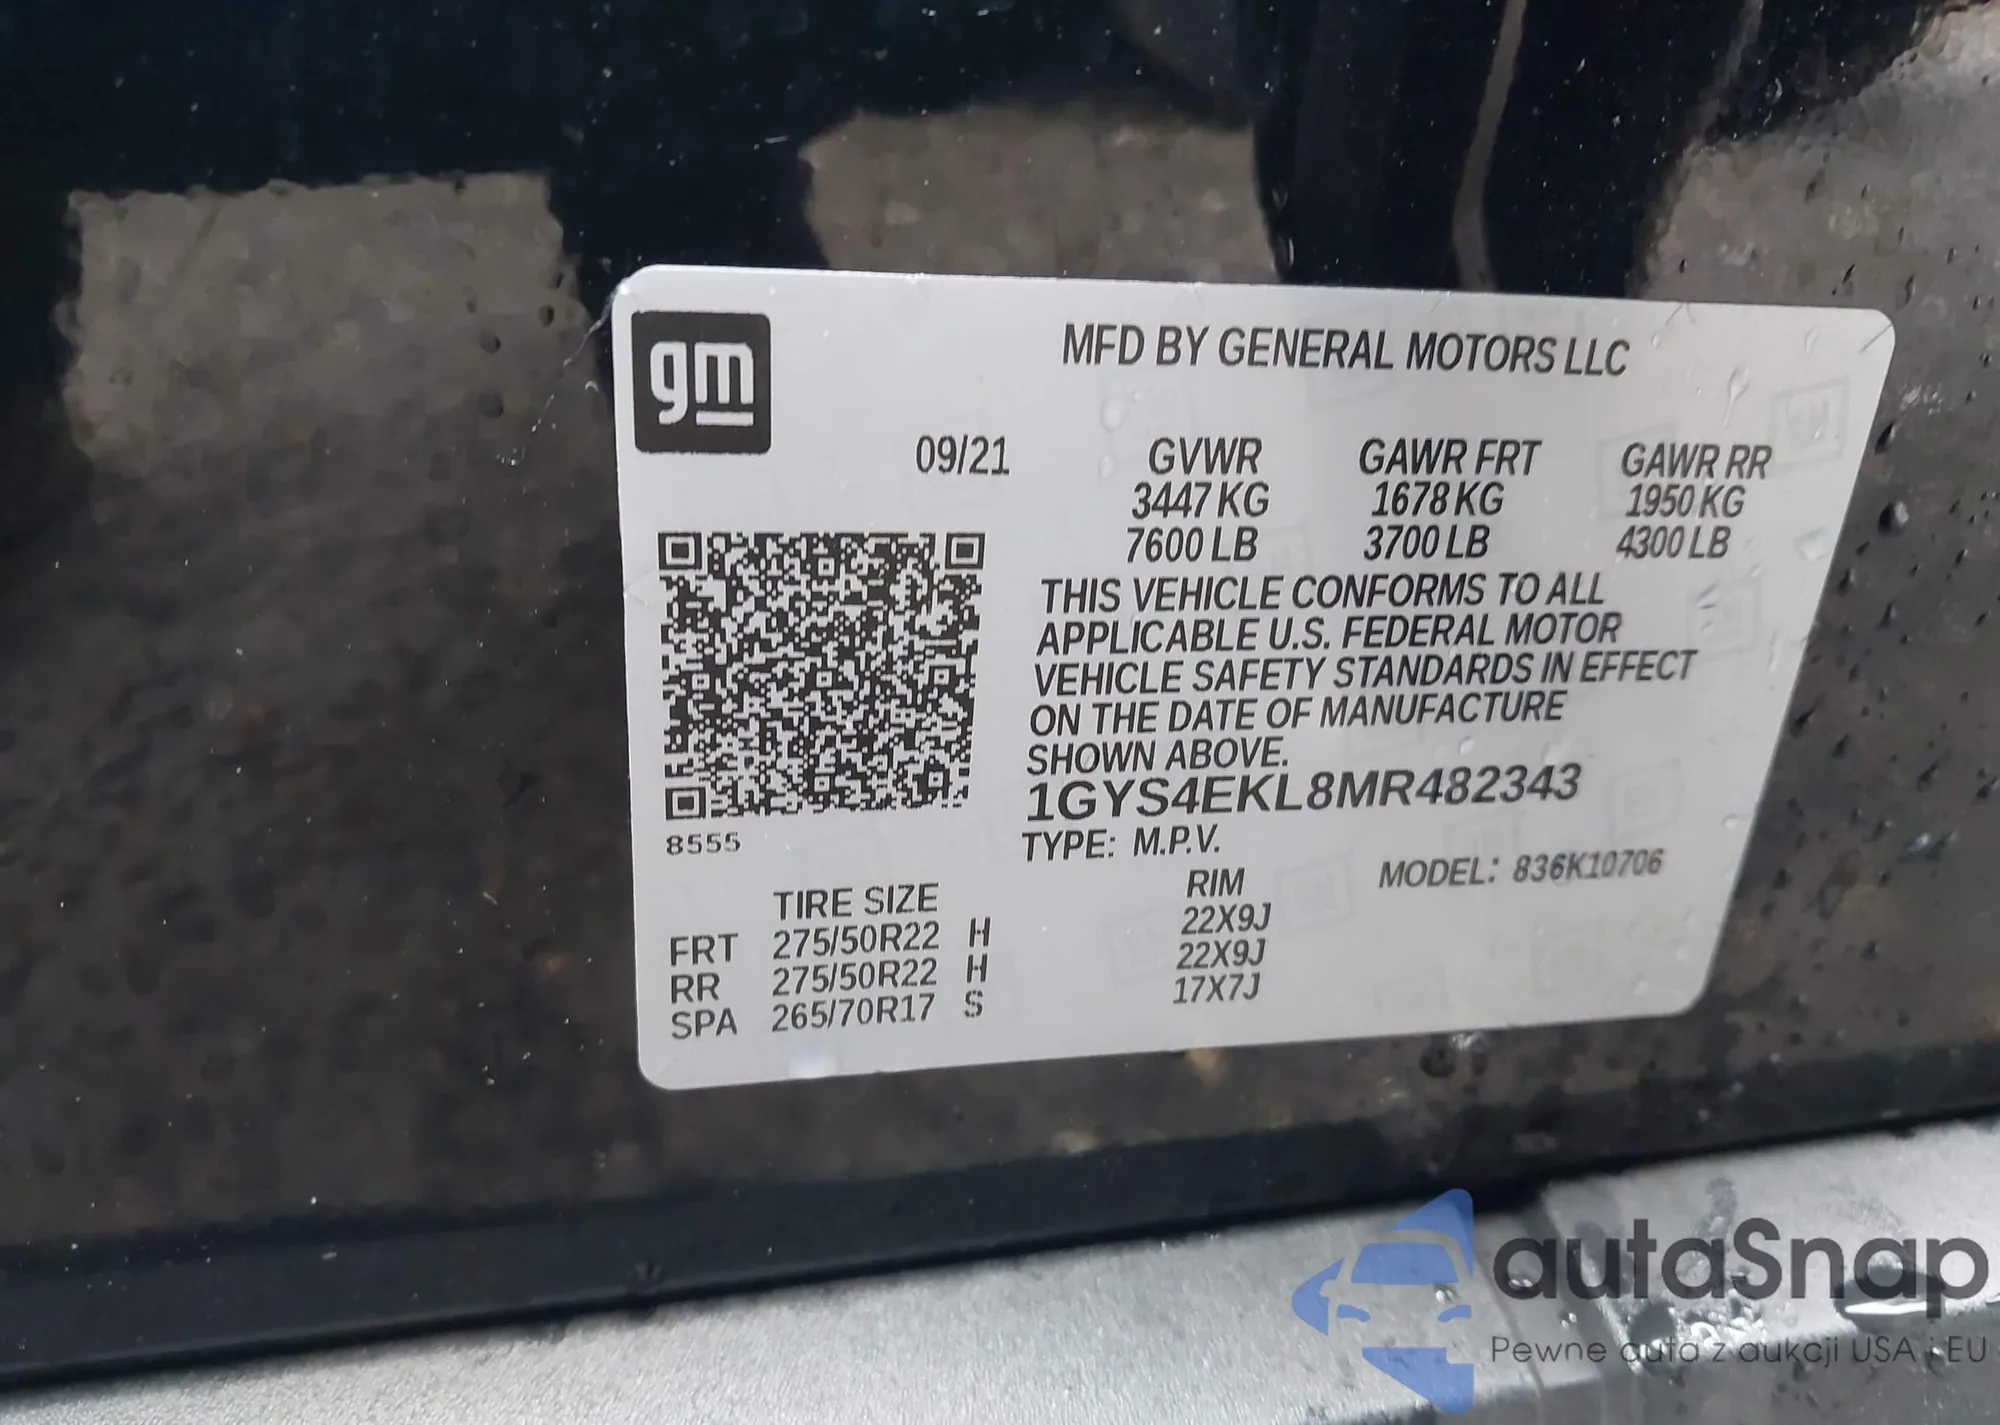 gm
MFD BY GENERAL MOTORS LLC
09/21
GVWR GAWR FRT GAWR RR
3447 KG 1678 KG 1950 KG
7600 LB 3700 LB 4300 LB
THIS VEHICLE CONFORMS TO ALL
APPLICABLE U.S. FEDERAL MOTOR
VEHICLE SAFETY STANDARDS IN EFFECT
ON THE DATE OF MANUFACTURE
SHOWN ABOVE.
1GYS4EKL8MR482343
8555
TYPE: M.P.V.
MODEL: 836K10706
TIRE SIZE RIM
FRT 275/50R22 H 22X9J
RR 275/50R22 H 22X9J
SPA 265/70R17 S 17X7J
autaSnap
Pewne auta z aukcji USA i EU